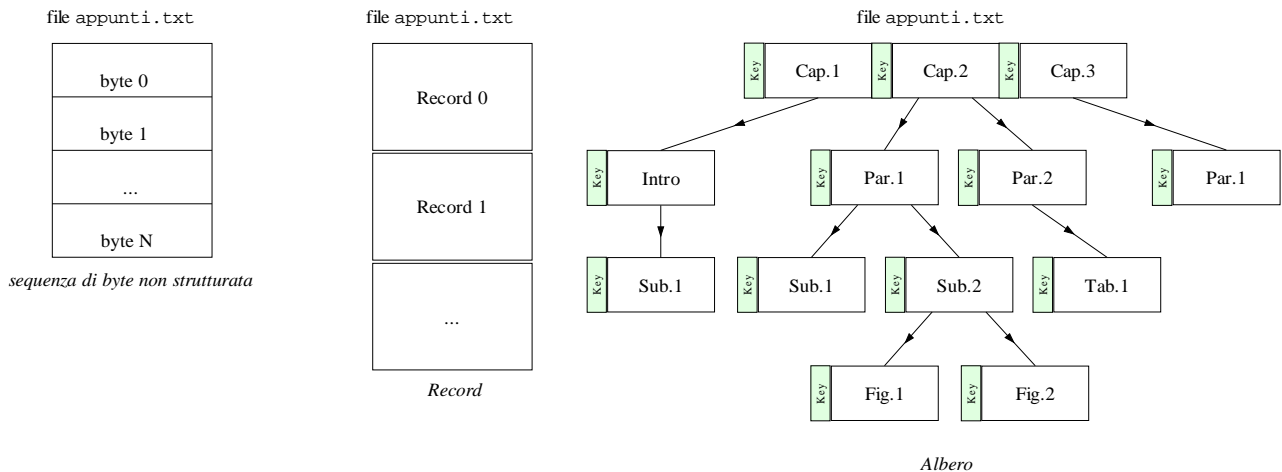 file appunti.txt
byte 0
byte 1
...
byte N
sequenza di byte non strutturata
file appunti.txt
Record 0
Record 1
...
Record
file appunti.txt
Key Cap.1 Key Cap.2 Key Cap.3
Key Intro Key Par.1 Key Par.2 Key Par.1
Key Sub.1 Key Sub.1 Key Sub.2 Key Tab.1
Key Fig.1 Key Fig.2
Albero